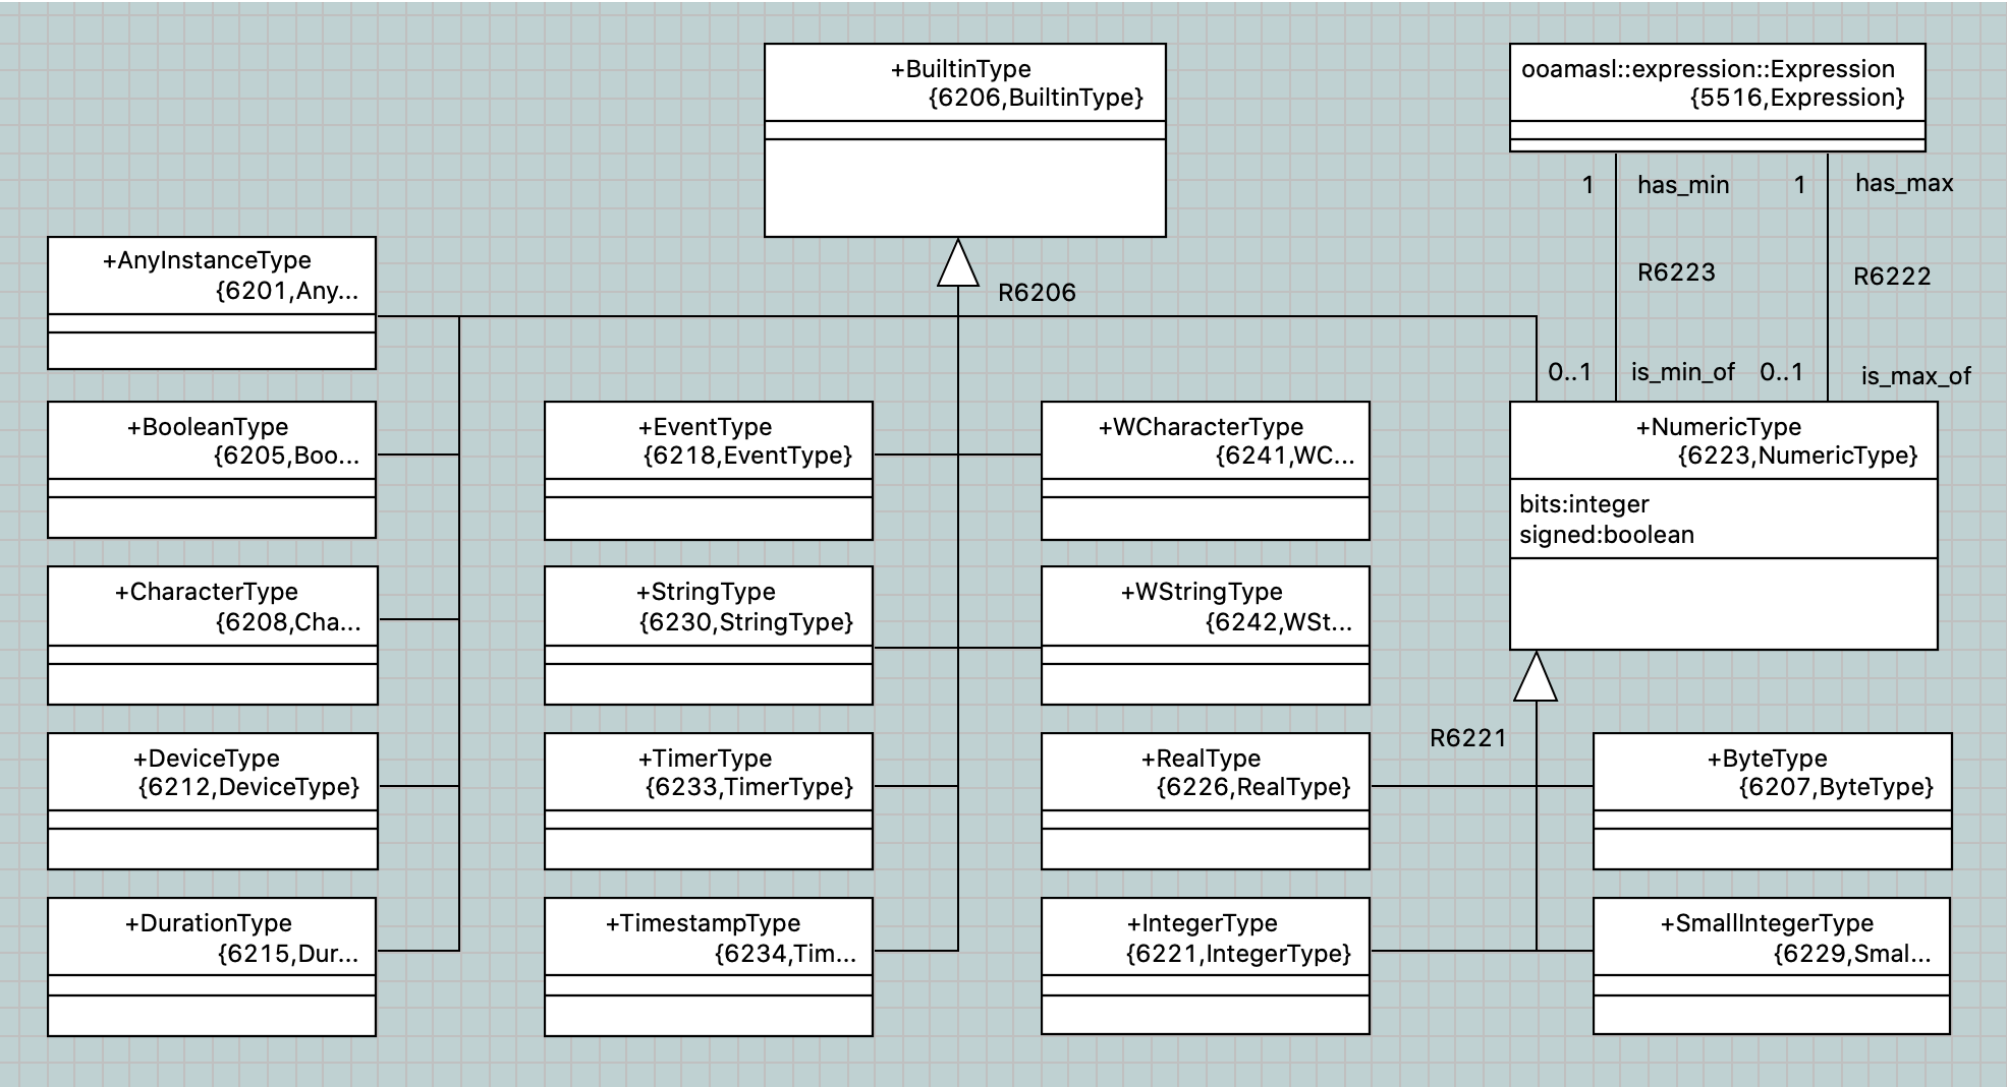 +BuiltinType
{6206,BuiltinType}
ooamasl::expression::Expression
{5516,Expression}
1
has_min
1
has_max
R6223
R6222
0..1
is_min_of
0..1
is_max_of
R6206
+AnyInstanceType
{6201,Any...
+BooleanType
{6205,Boo...
+EventType
{6218,EventType}
+WCharacterType
{6241,WC...
+NumericType
{6223,NumericType}
bits:integer
signed:boolean
+CharacterType
{6208,Cha...
+StringType
{6230,StringType}
+WStringType
{6242,WSt...
R6221
+DeviceType
{6212,DeviceType}
+TimerType
{6233,TimerType}
+RealType
{6226,RealType}
+ByteType
{6207,ByteType}
+DurationType
{6215,Dur...
+TimestampType
{6234,Tim...
+IntegerType
{6221,IntegerType}
+SmallIntegerType
{6229,Smal...